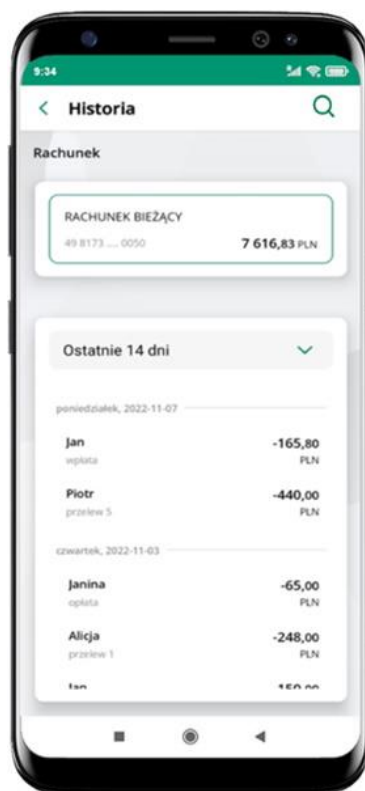 9:34
Historia
Rachunek
RACHUNEK BIEŻĄCY
49 8173 .... 0050 7 616,83 PLN
Ostatnie 14 dni
poniedziałek, 2022-11-07
Jan -165,80
wpłata PLN
Piotr -440,00
przelew 5 PLN
czwartek, 2022-11-03
Janina -65,00
opłata PLN
Alicja -248,00
przelew 1 PLN
Jan